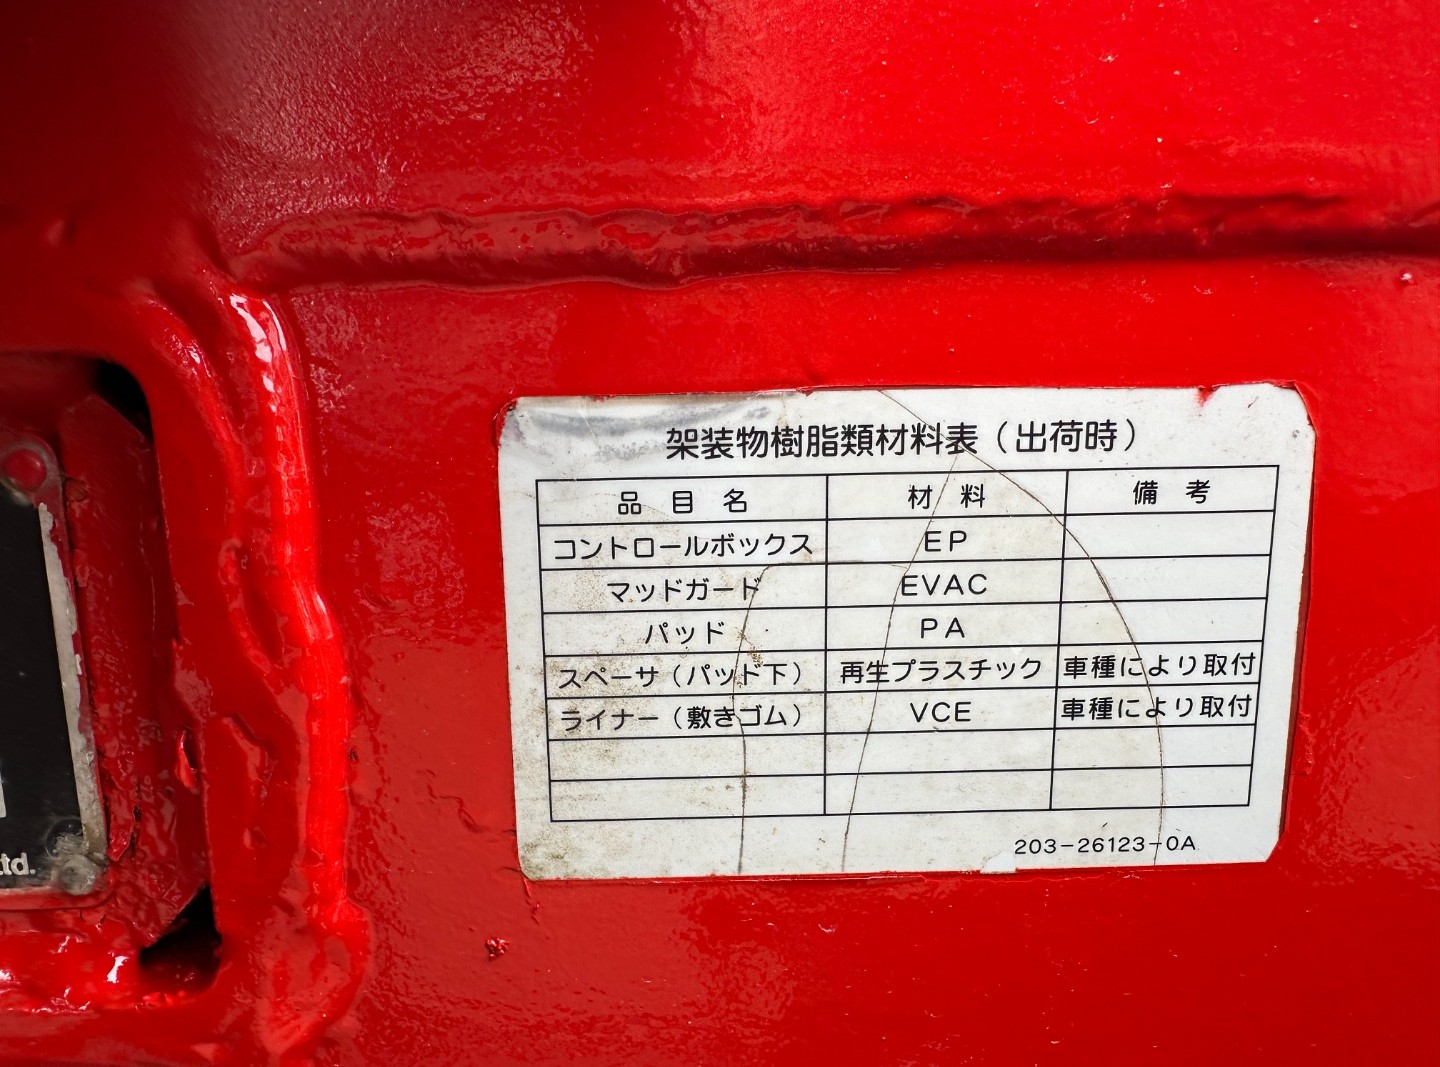 架装物樹脂類材料表（出荷時）
品目名 材料 備考
コントロールボックス EP
マッドガード EVAC
パッド PA
スペーサ（パッド下） 再生プラスチック 車種により取付
ライナー（敷きゴム） VCE 車種により取付
203-26123-0A
td.